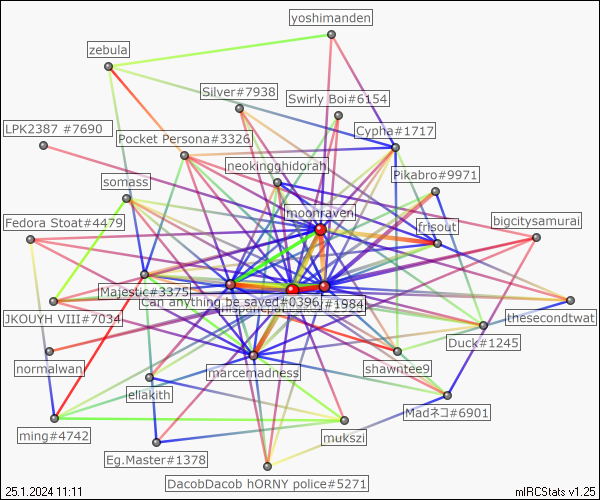 yoshimanden
zebula
Silver#7938
Swirly Boi#6154
LPK2387 #7690
Cypha#1717
Pocket Persona#3326
neokingghidorah
Pikabro#9971
somass
moonraven
Fedora Stoat#4479
frisout
bigcitysamurai
Majestic#3375
Can anything be saved#0396
#1984
JKOUYH VIII#7034
thesecondtwat
Duck#1245
normalwan
marcemadness
shawntee9
eliakith
Madネコ#6901
ming#4742
mukszi
Eg.Master#1378
DacobDacob hORNY police#5271
25.1.2024 11:11
mIRCStats v1.25